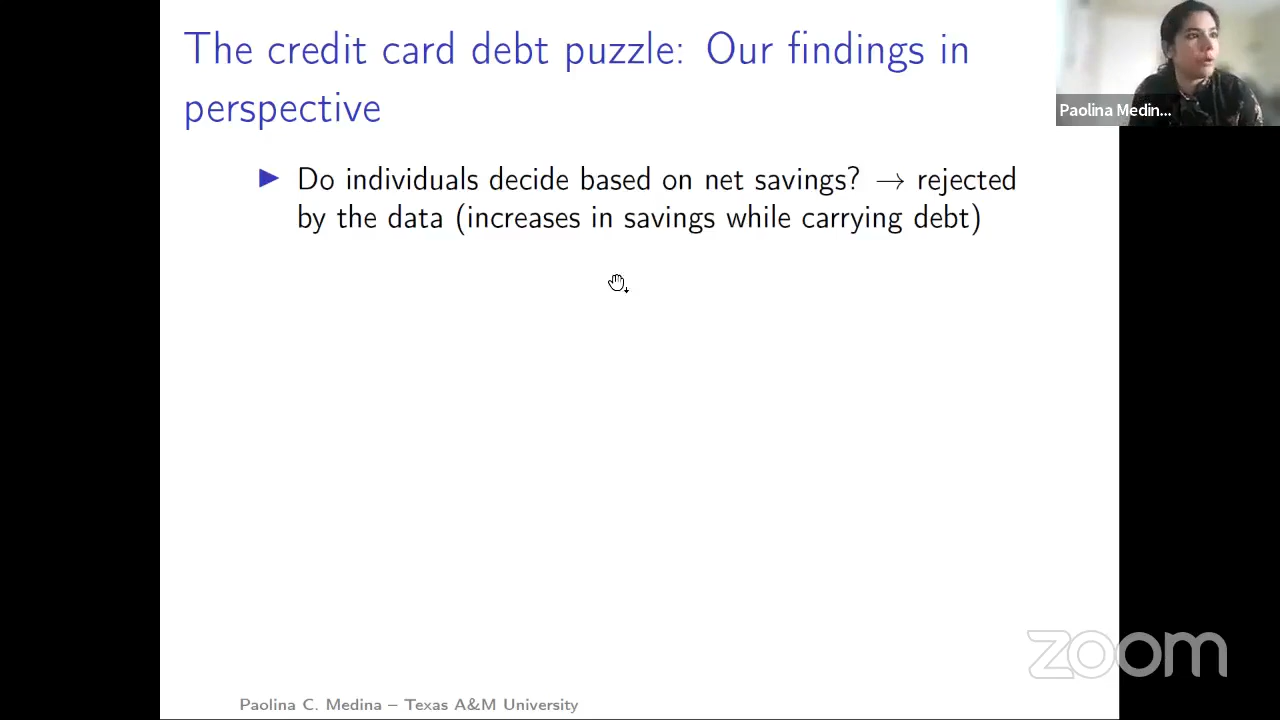 The credit card debt puzzle: Our findings in
perspective
Paolina Medin...
▶ Do individuals decide based on net savings? → rejected
by the data (increases in savings while carrying debt)
zoom
Paolina C. Medina – Texas A&M University